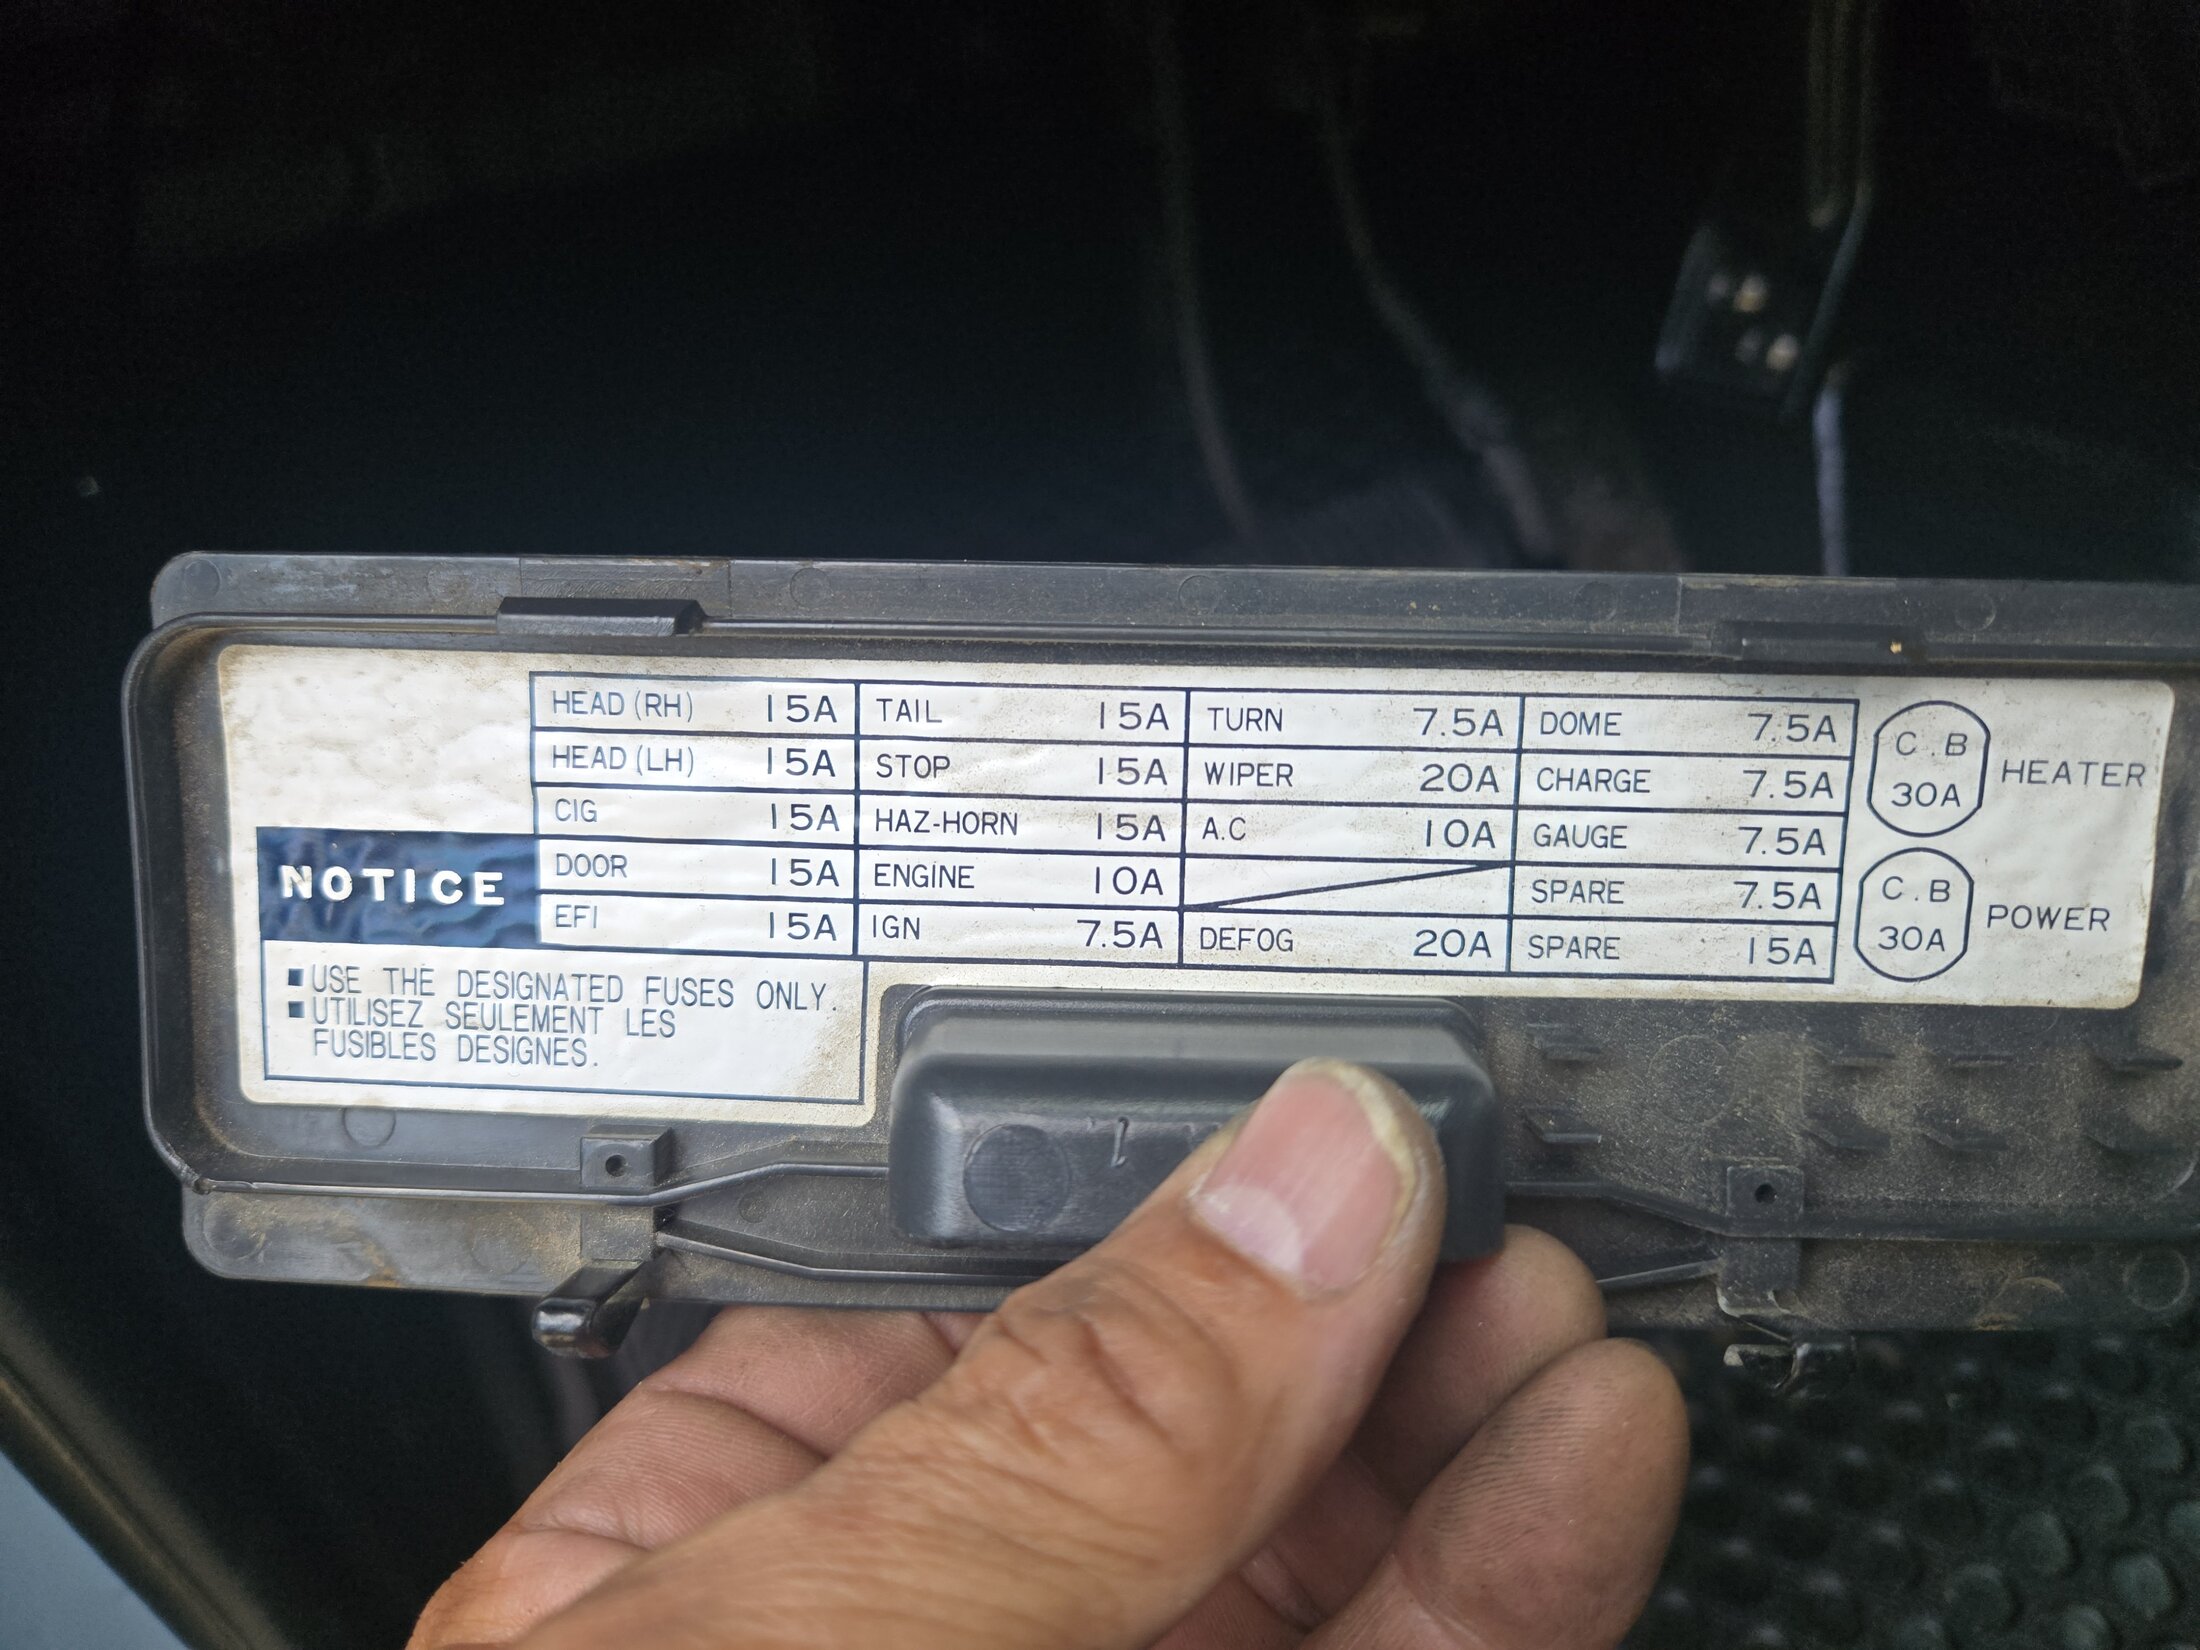 HEAD (RH) 15A TAIL 15A TURN 7.5A DOME 7.5A
HEAD (LH) 15A STOP 15A WIPER 20A CHARGE 7.5A
CIG 15A HAZ-HORN 15A A.C 10A GAUGE 7.5A
DOOR 15A ENGINE 10A SPARE 7.5A
EFI 15A IGN 7.5A DEFOG 20A SPARE 15A
C.B
30A
HEATER
C.B
30A
POWER
NOTICE
■ USE THE DESIGNATED FUSES ONLY.
■ UTILISEZ SEULEMENT LES
FUSIBLES DESIGNES.